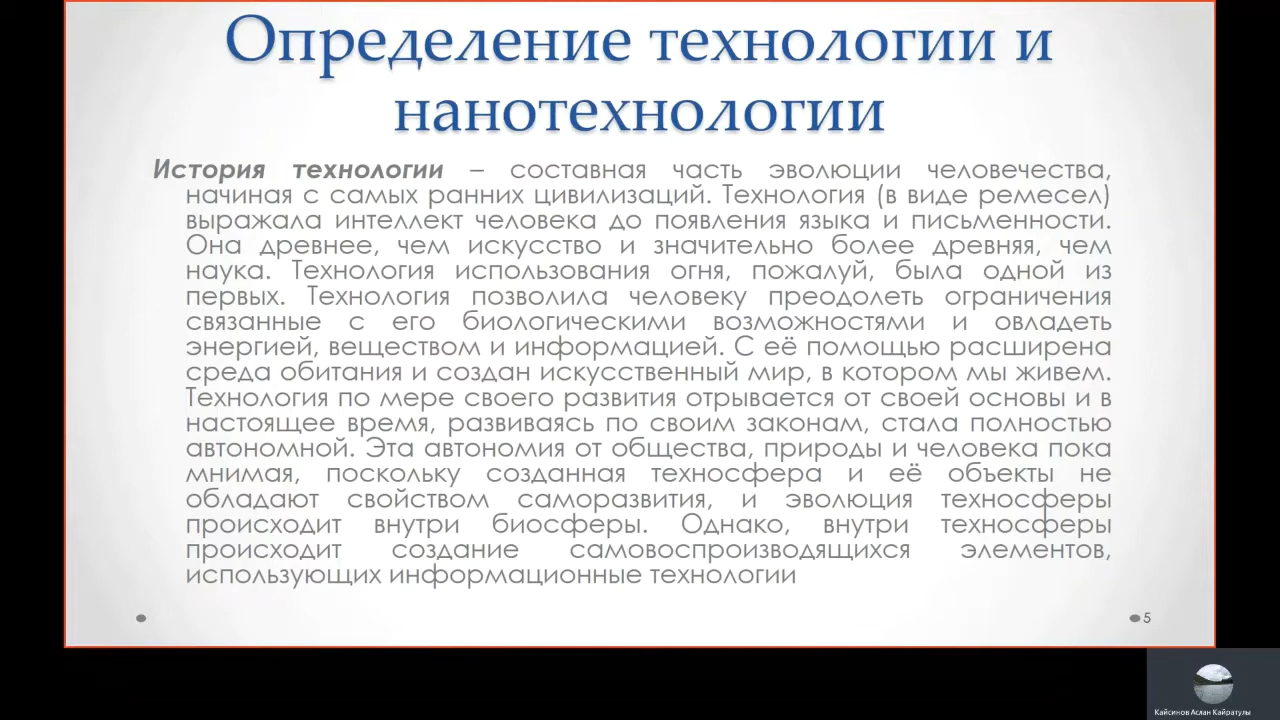 Определение технологии и
нанотехнологии
История технологии – составная часть эволюции человечества,
начиная с самых ранних цивилизаций. Технология (в виде ремесел)
выражала интеллект человека до появления языка и письменности.
Она древнее, чем искусство и значительно более древняя, чем
наука. Технология использования огня, пожалуй, была одной из
первых. Технология позволила человеку преодолеть ограничения
связанные с его биологическими возможностями и овладеть
энергией, веществом и информацией. С её помощью расширена
среда обитания и создан искусственный мир, в котором мы живем.
Технология по мере своего развития отрывается от своей основы и в
настоящее время, развиваясь по своим законам, стала полностью
автономной. Эта автономия от общества, природы и человека пока
мнимая, поскольку созданная техносфера и её объекты не
обладают свойством саморазвития, и эволюция техносферы
происходит внутри биосферы. Однако, внутри техносферы
происходит создание самовоспроизводящихся элементов,
использующих информационные технологии
5
Кайсинов Аслан Кайратулы